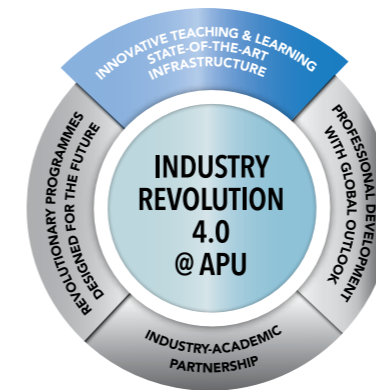 INNOVATIVE TEACHING & LEARNING
STATE-OF-THE-ART
INFRASTRUCTURE
PROFESSIONAL DEVELOPMENT
WITH GLOBAL OUTLOOK
INDUSTRY-ACADEMIC
PARTNERSHIP
REVOLUTIONARY PROGRAMMES
DESIGNED FOR THE FUTURE
INDUSTRY
REVOLUTION
4.0
@ APU